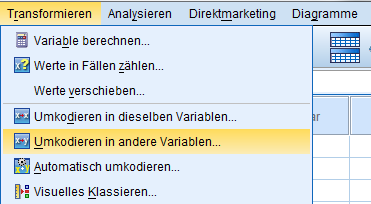 Transformieren Analysieren Direktmarketing Diagramme
Variable berechnen...
Werte in Fällen zählen...
Werte verschieben...
Umkodieren in dieselben Variablen...
Umkodieren in andere Variablen...
Automatisch umkodieren...
Visuelles Klassieren...